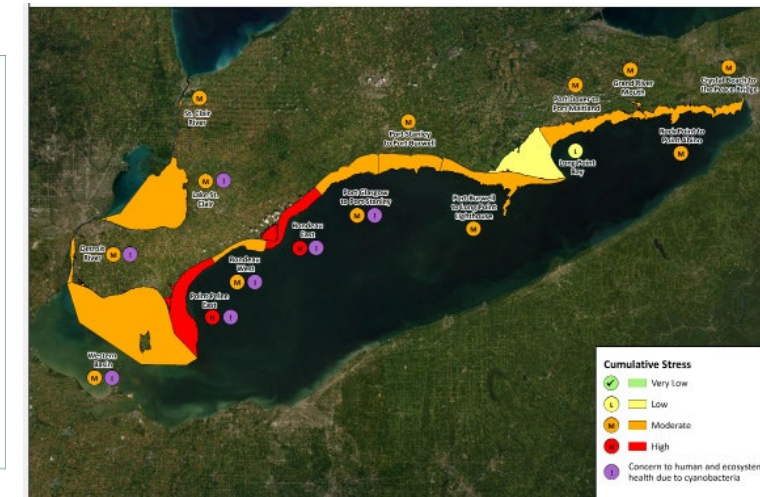 M
Crystal Beach to
the Peace Bridge
M
Grand River
Mouth
M
Port Dover to
Port Maitland
M
St. Clair
River
M
Port Stanley
to Port Burwell
Rock Point to
Point Abino
M
L
Long Point
Bay
M !
Lake St.
Clair
Port Glasgow
to Port Stanley
M !
Port Burwell
to Long Point
Lighthouse
M
Rondeau
East
H !
Detroit
River
M !
Rondeau
West
M !
Point Pelee
East
H !
Western
Basin
M !
Cumulative Stress
✓ Very Low
L Low
M Moderate
H High
! Concern to human and ecosystem
health due to cyanobacteria